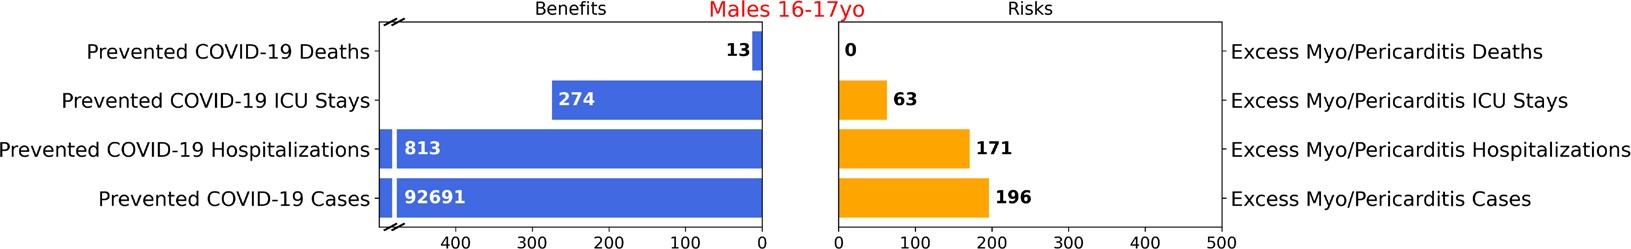 Benefits
Males 16-17yo
Risks
Prevented COVID-19 Deaths
13
0
Excess Myo/Pericarditis Deaths
Prevented COVID-19 ICU Stays
274
63
Excess Myo/Pericarditis ICU Stays
Prevented COVID-19 Hospitalizations
813
171
Excess Myo/Pericarditis Hospitalizations
Prevented COVID-19 Cases
92691
196
Excess Myo/Pericarditis Cases
400 300 200 100 0
0 100 200 300 400 500